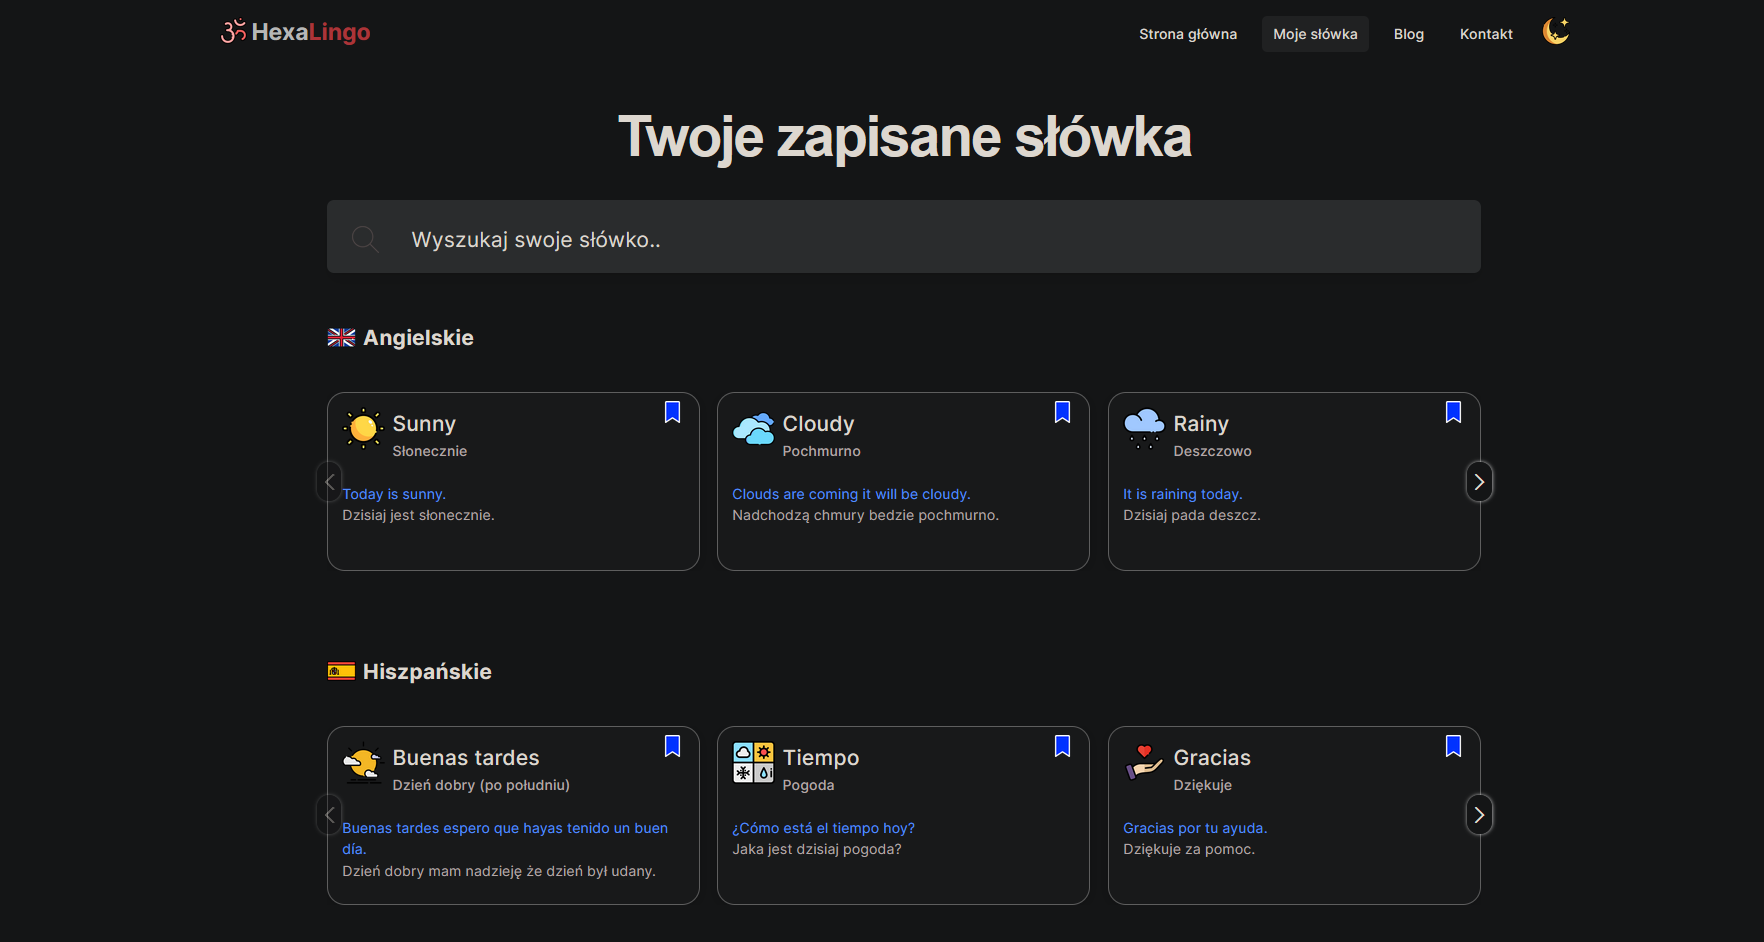 HexaLingo
Strona główna
Moje słówka
Blog
Kontakt
Twoje zapisane słówka
Wyszukaj swoje słówko..
Angielskie
Sunny
Słonecznie
Today is sunny.
Dzisiaj jest słonecznie.
Cloudy
Pochmurno
Clouds are coming it will be cloudy.
Nadchodzą chmury bedzie pochmurno.
Rainy
Deszczowo
It is raining today.
Dzisiaj pada deszcz.
Hiszpańskie
Buenas tardes
Dzień dobry (po południu)
Buenas tardes espero que hayas tenido un buen
día.
Dzień dobry mam nadzieję że dzień był udany.
Tiempo
Pogoda
¿Cómo está el tiempo hoy?
Jaka jest dzisiaj pogoda?
Gracias
Dziękuje
Gracias por tu ayuda.
Dziękuje za pomoc.